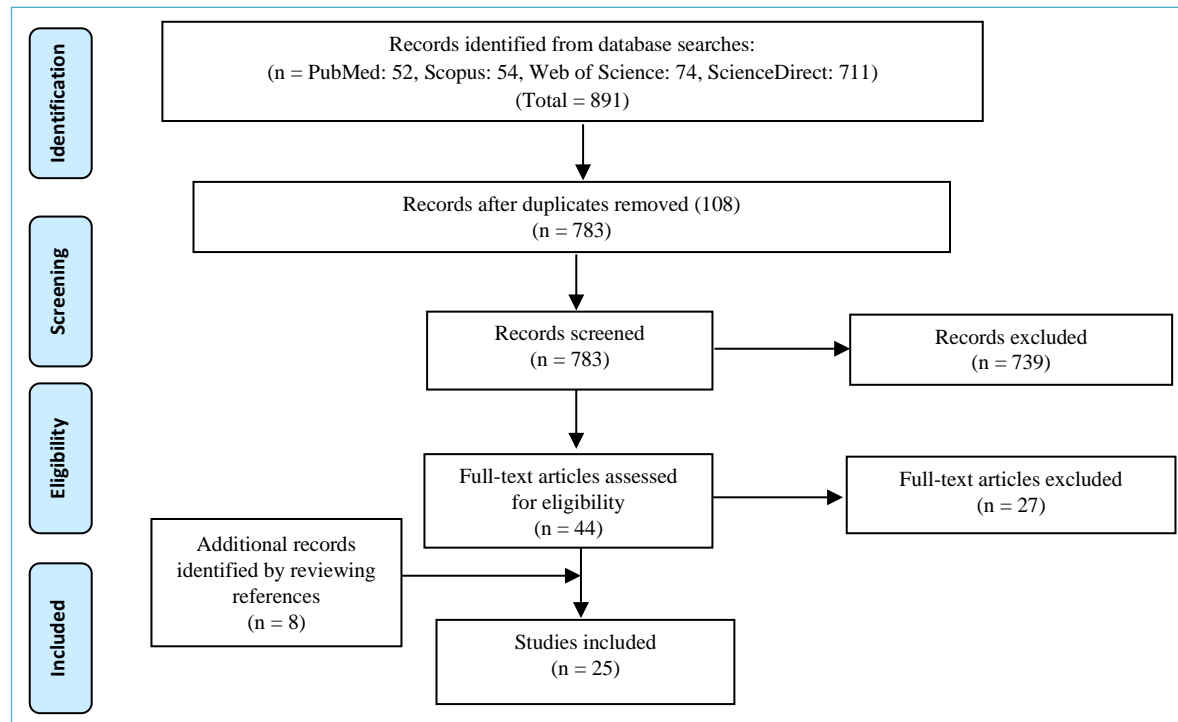 Identification
Records identified from database searches:
(n = PubMed: 52, Scopus: 54, Web of Science: 74, ScienceDirect: 711)
(Total = 891)
Records after duplicates removed (108)
(n = 783)
Screening
Records screened
(n = 783)
Records excluded
(n = 739)
Eligibility
Full-text articles assessed
for eligibility
(n = 44)
Full-text articles excluded
(n = 27)
Additional records
identified by reviewing
references
(n = 8)
Included
Studies included
(n = 25)